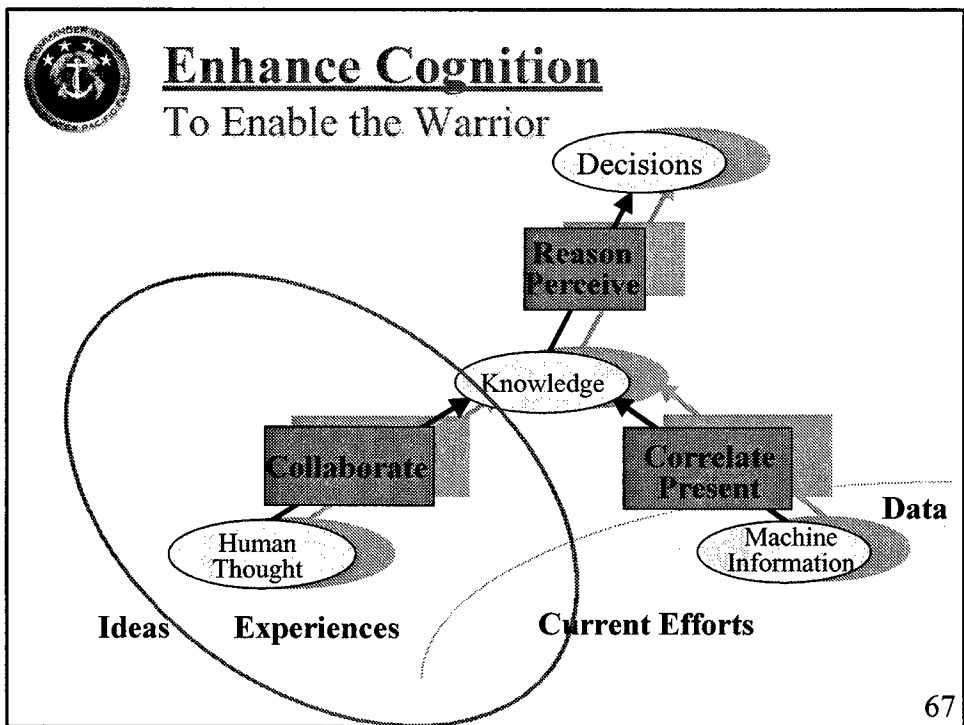 Enhance Cognition
To Enable the Warrior
Decisions
Reason
Perceive
Knowledge
Collaborate
Correlate
Present
Data
Human
Thought
Machine
Information
Ideas
Experiences
Current Efforts
67